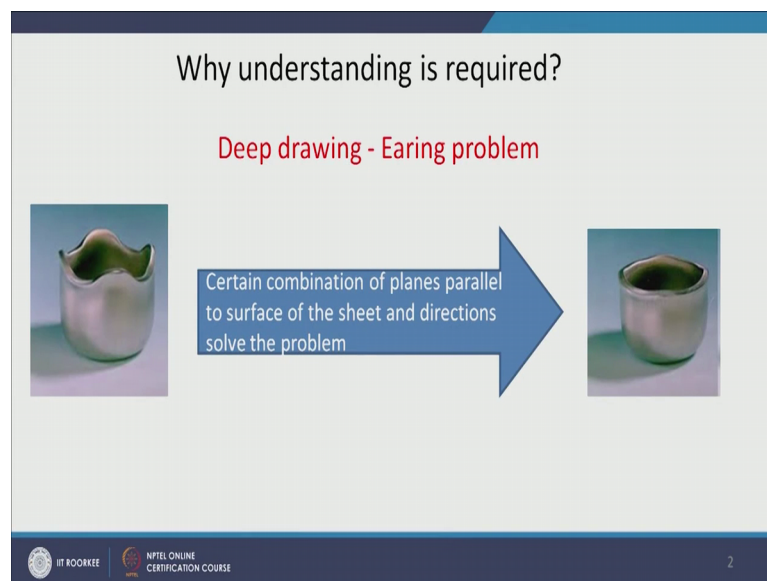 Why understanding is required?
Deep drawing - Earing problem
Certain combination of planes parallel
to surface of the sheet and directions
solve the problem
IIT ROORKEE
NPTEL ONLINE
CERTIFICATION COURSE
2